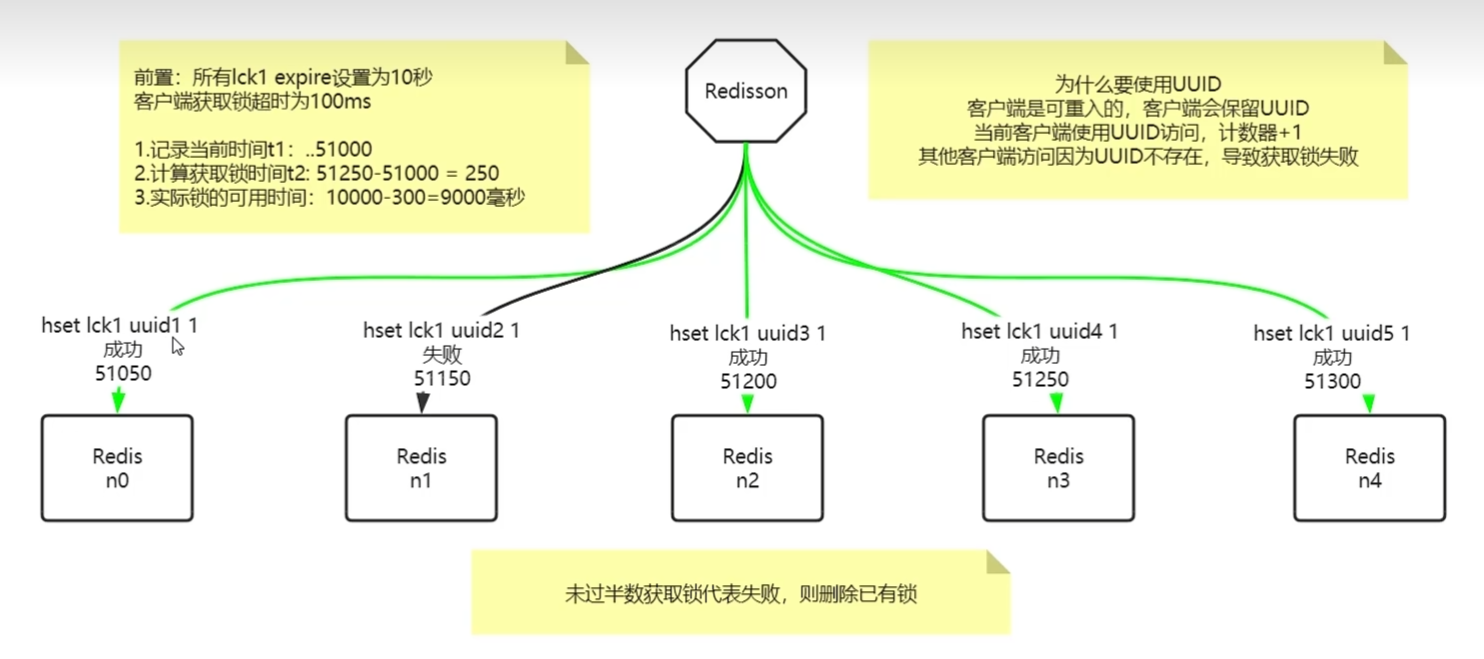 前置：所有lck1 expire设置为10秒
客户端获取锁超时为100ms
1.记录当前时间t1：..51000
2.计算获取锁时间t2: 51250-51000 = 250
3.实际锁的可用时间：10000-300=9000毫秒
Redisson
为什么要使用UUID
客户端是可重入的，客户端会保留UUID
当前客户端使用UUID访问，计数器+1
其他客户端访问因为UUID不存在，导致获取锁失败
hset lck1 uuid1 1
成功
51050
hset lck1 uuid2 1
失败
51150
hset lck1 uuid3 1
成功
51200
hset lck1 uuid4 1
成功
51250
hset lck1 uuid5 1
成功
51300
Redis
n0
Redis
n1
Redis
n2
Redis
n3
Redis
n4
未过半数获取锁代表失败，则删除已有锁